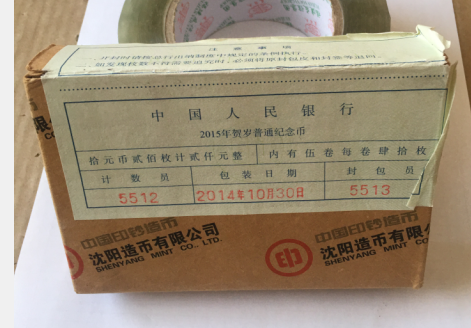 注意事项
中国人民银行
2015年贺岁普通纪念币
拾元币贰佰枚计贰仟元整 内有伍卷每卷肆拾枚
计数员 包装日期 封包员
5512 2014年10月30日 5513
中国印钞造币
沈阳造币有限公司
SHENYANG MINT CO., LTD.
中国印钞造币
沈阳造币有限公司
SHENYANG MINT CO., LTD.
限公司